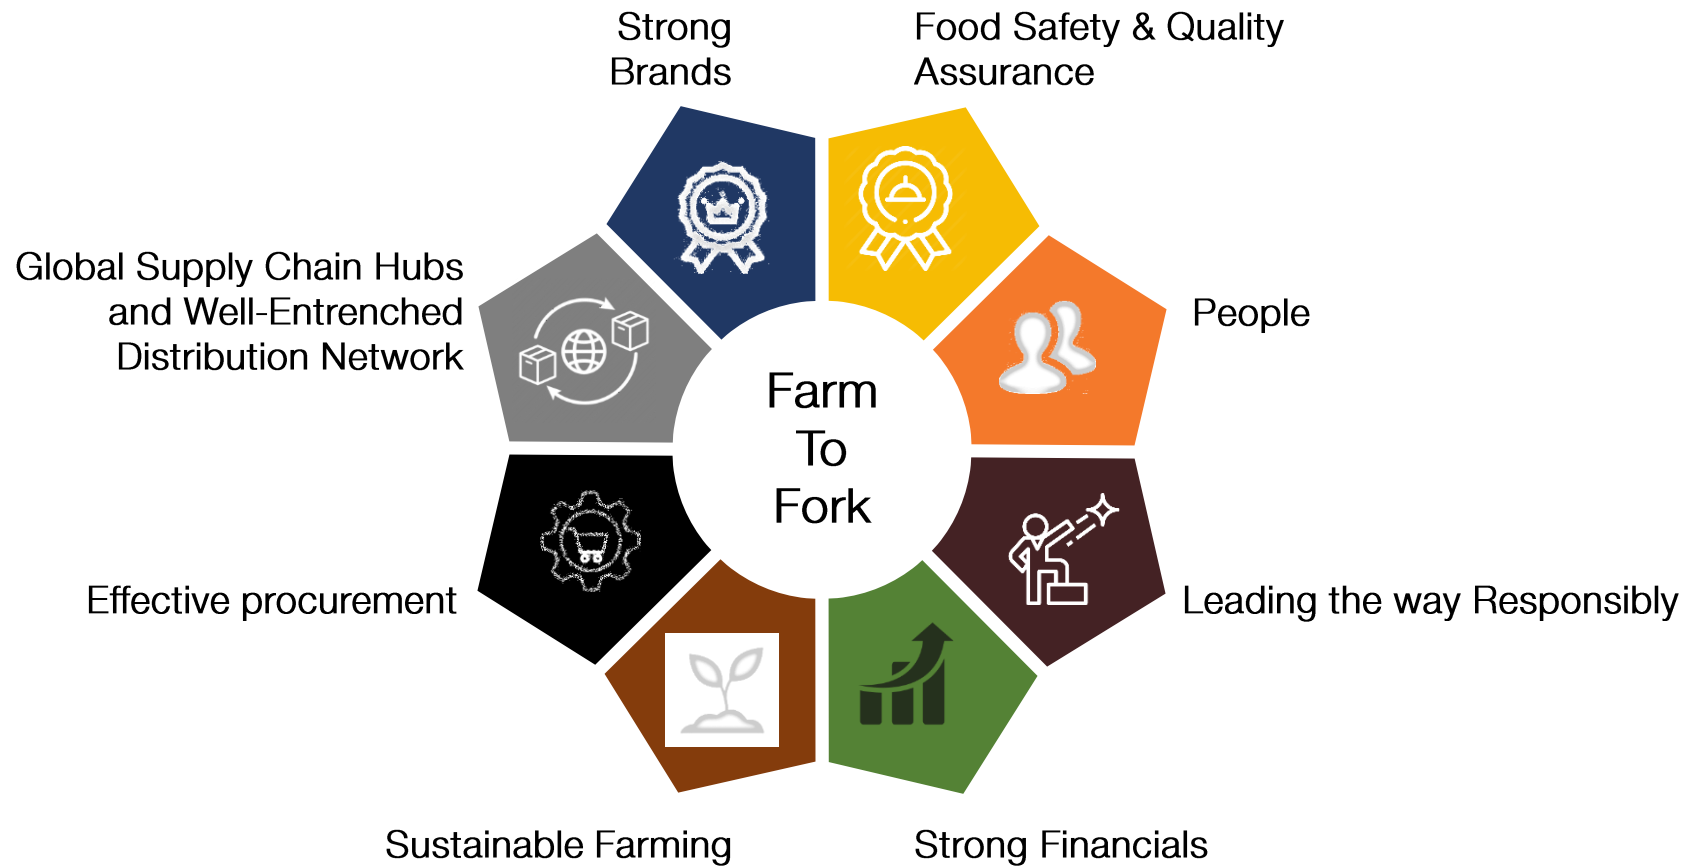 Strong
Brands
Food Safety & Quality
Assurance
Global Supply Chain Hubs
and Well-Entrenched
Distribution Network
People
Farm
To
Fork
Effective procurement
Leading the way Responsibly
Sustainable Farming
Strong Financials